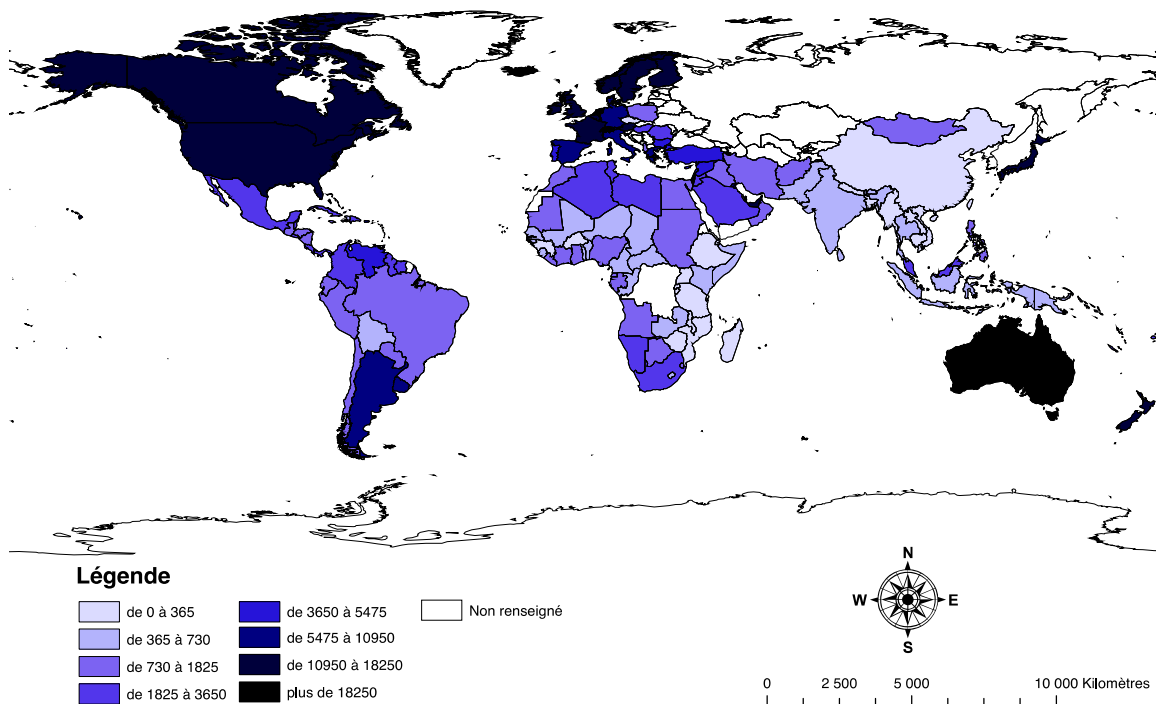 Légende
de 0 à 365
de 365 à 730
de 730 à 1825
de 1825 à 3650
de 3650 à 5475
de 5475 à 10950
de 10950 à 18250
plus de 18250
Non renseigné
N
W E
S
0 2 500 5 000 10 000 Kilomètres